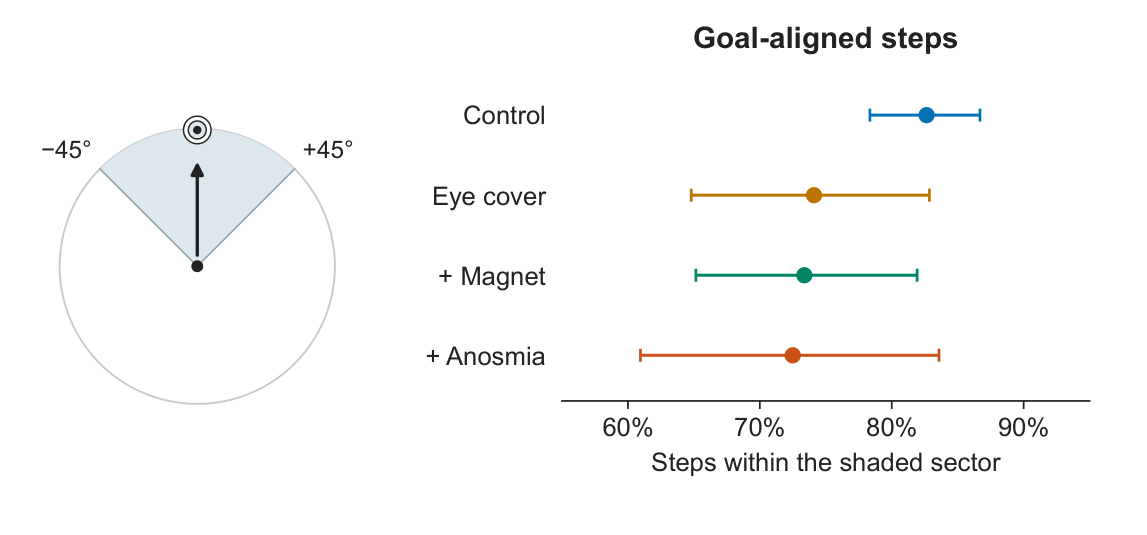 Goal-aligned steps
−45°
+45°
Control
Eye cover
+ Magnet
+ Anosmia
60%
70%
80%
90%
Steps within the shaded sector